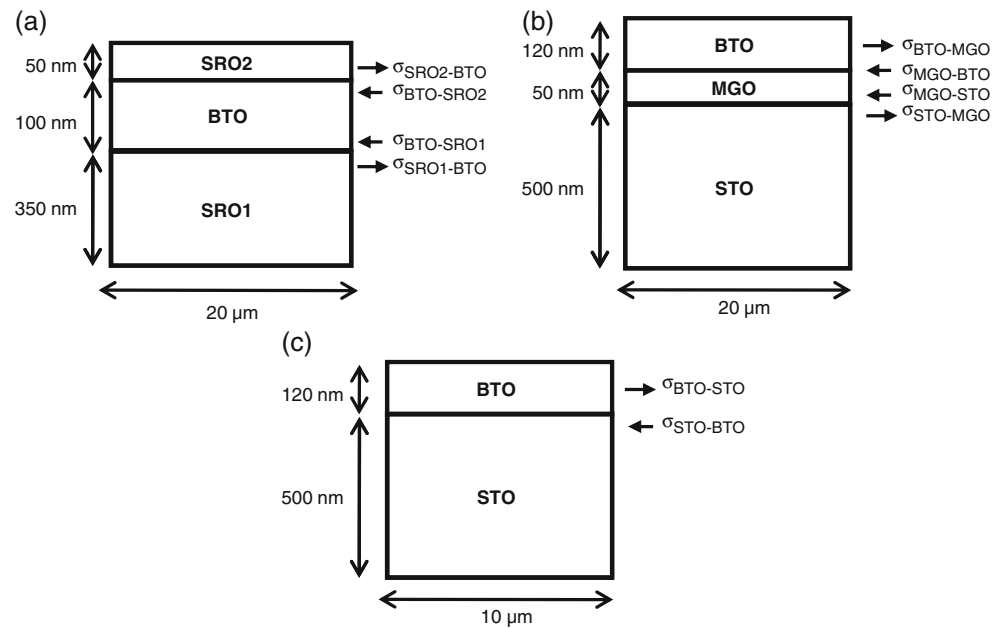 (a)
50 nm
SRO2
σSRO2-BTO
σBTO-SRO2
100 nm
BTO
σBTO-SRO1
σSRO1-BTO
350 nm
SRO1
20 µm
(b)
120 nm
BTO
σBTO-MGO
σMGO-BTO
50 nm
MGO
σMGO-STO
σSTO-MGO
500 nm
STO
20 µm
(c)
120 nm
BTO
σBTO-STO
σSTO-BTO
500 nm
STO
10 µm